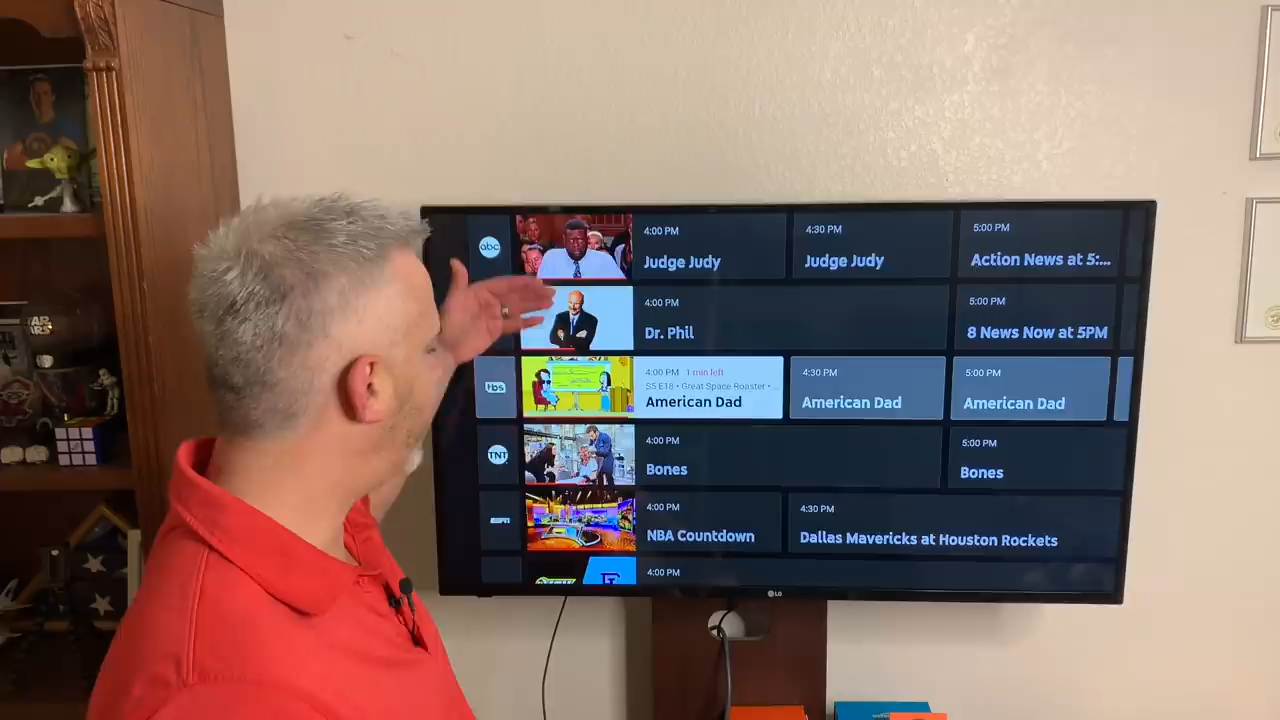 abc
4:00 PM
Judge Judy
4:30 PM
Judge Judy
5:00 PM
Action News at 5:...
4:00 PM
Dr. Phil
5:00 PM
8 News Now at 5PM
tbs
4:00 PM 1 min left
S5 E18 • Great Space Roaster • ...
American Dad
4:30 PM
American Dad
5:00 PM
American Dad
TNT
4:00 PM
Bones
5:00 PM
Bones
ESPN
4:00 PM
NBA Countdown
4:30 PM
Dallas Mavericks at Houston Rockets
4:00 PM
LG
STAR
WARS